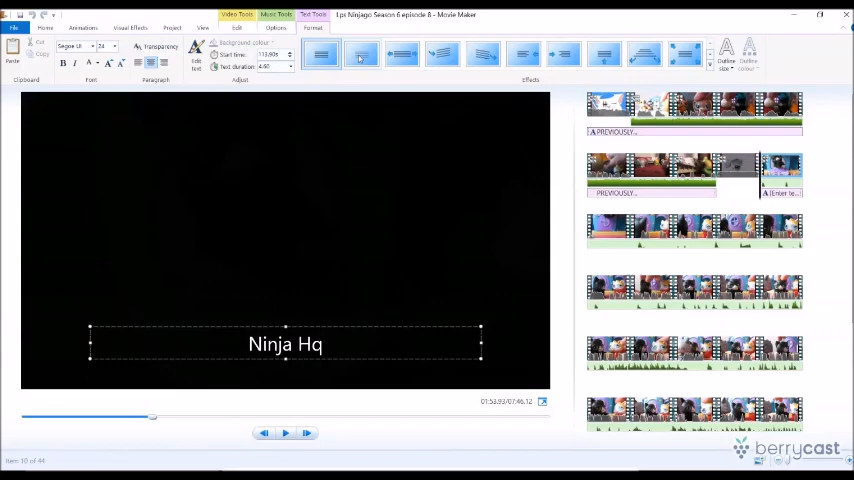 Video Tools Music Tools Text Tools Lps Ninjago Season 6 episode 8 - Movie Maker
File Home Animations Visual Effects Project View Edit Options Format
Paste Cut Copy
Clipboard
Segoe UI 24
B I A A A
Font
Transparency
Paragraph
Edit text
Background colour
Start time: 113.90s
Text duration: 4.60
Adjust
Effects
Outline size Outline colour
A PREVIOUSLY...
PREVIOUSLY...
A [Enter te...
Ninja Hq
01:53.93/07:46.12
Item 10 of 44
berrycast